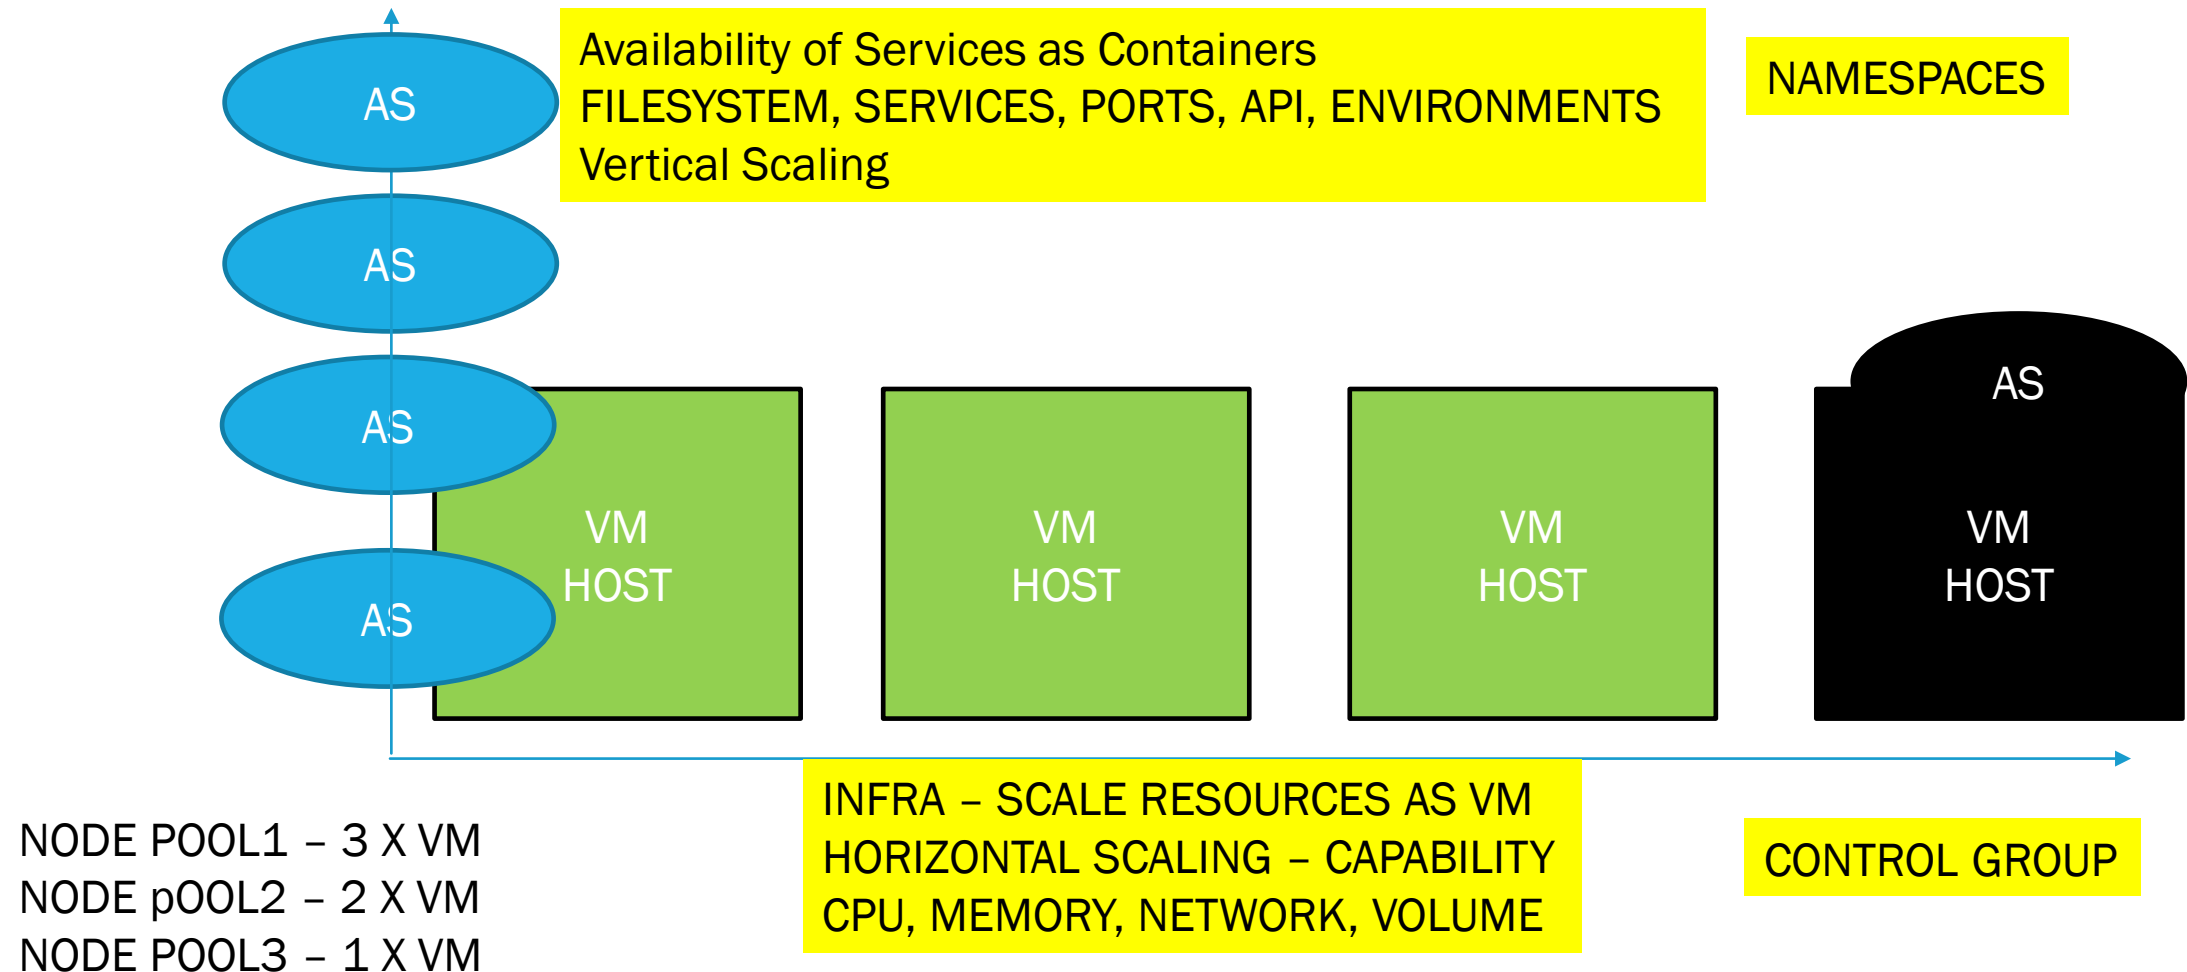 AS
Availability of Services as Containers
FILESYSTEM, SERVICES, PORTS, API, ENVIRONMENTS
Vertical Scaling
NAMESPACES
AS
AS
AS
AS
VM
HOST
VM
HOST
VM
HOST
VM
HOST
AS
INFRA – SCALE RESOURCES AS VM
HORIZONTAL SCALING – CAPABILITY
CPU, MEMORY, NETWORK, VOLUME
CONTROL GROUP
NODE POOL1 – 3 X VM
NODE pOOL2 – 2 X VM
NODE POOL3 – 1 X VM